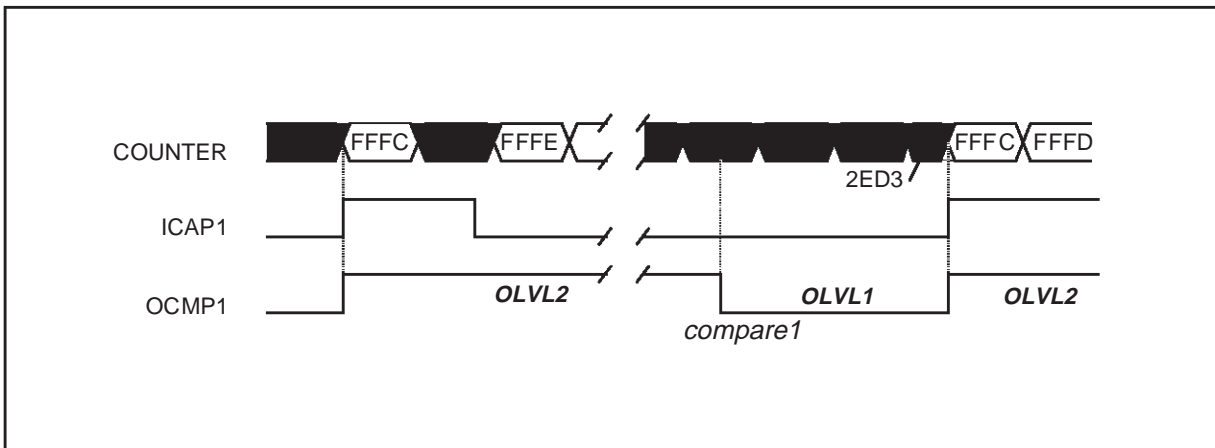 COUNTER FFFC FFFE 2ED3 FFFC FFFD
ICAP1
OCMP1 OLVL2 compare1 OLVL1 OLVL2